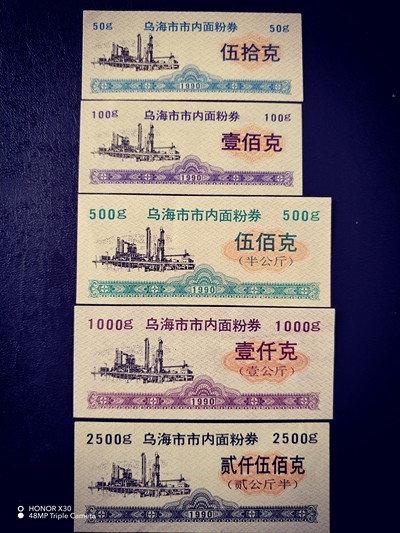 50g 乌海市市内面粉券 50g
伍拾克
1990
100g 乌海市市内面粉券 100g
壹佰克
1990
500g 乌海市市内面粉券 500g
伍佰克
(半公斤)
1990
1000g 乌海市市内面粉券 1000g
壹仟克
(壹公斤)
1990
2500g 乌海市市内面粉券 2500g
贰仟伍佰克
(贰公斤半)
1990
HONOR X30
48MP Triple Camera